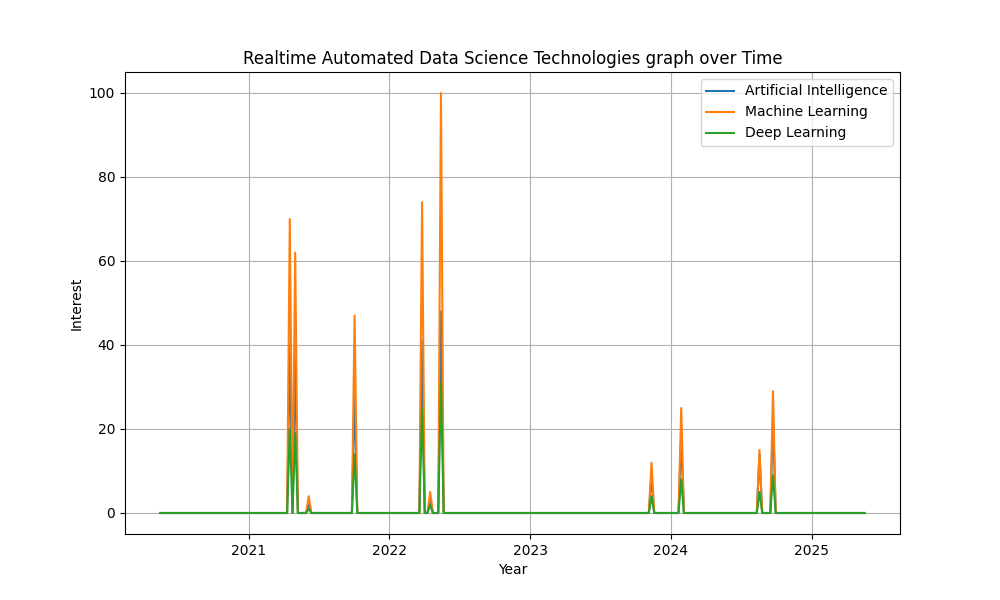 Realtime Automated Data Science Technologies graph over Time
Artificial Intelligence
Machine Learning
Deep Learning
100
80
60
40
20
0
Interest
2021 2022 2023 2024 2025
Year